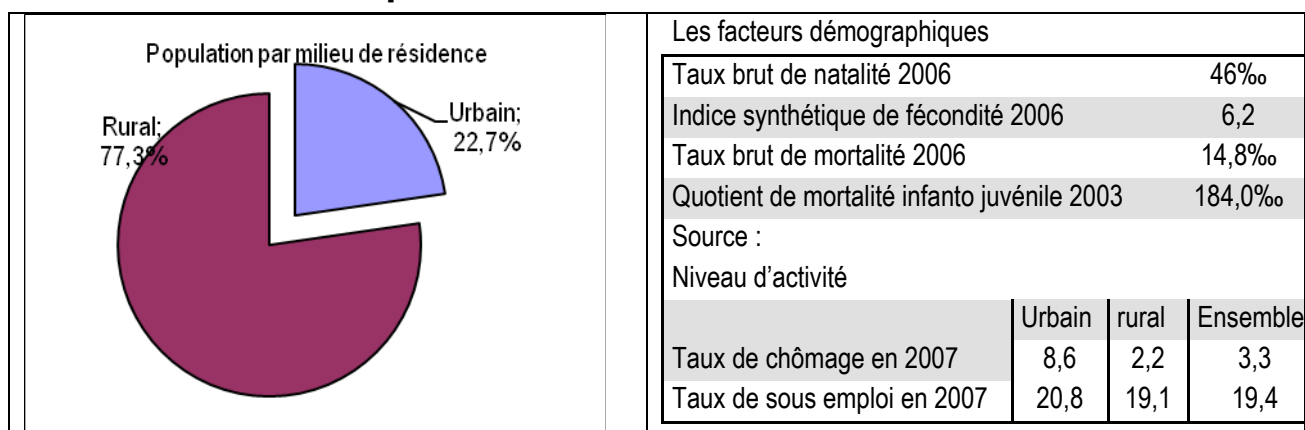 Population par milieu de résidence
Urbain;
22,7%
Rural;
77,3%
Les facteurs démographiques
Taux brut de natalité 2006 46‰
Indice synthétique de fécondité 2006 6,2
Taux brut de mortalité 2006 14,8‰
Quotient de mortalité infanto juvénile 2003 184,0‰
Source :
Niveau d’activité
Urbain rural Ensemble
Taux de chômage en 2007 8,6 2,2 3,3
Taux de sous emploi en 2007 20,8 19,1 19,4